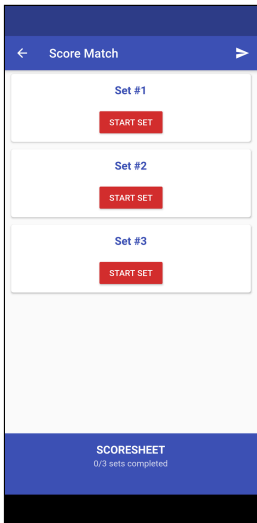 Score Match
Set #1
START SET
Set #2
START SET
Set #3
START SET
SCORESHEET
0/3 sets completed